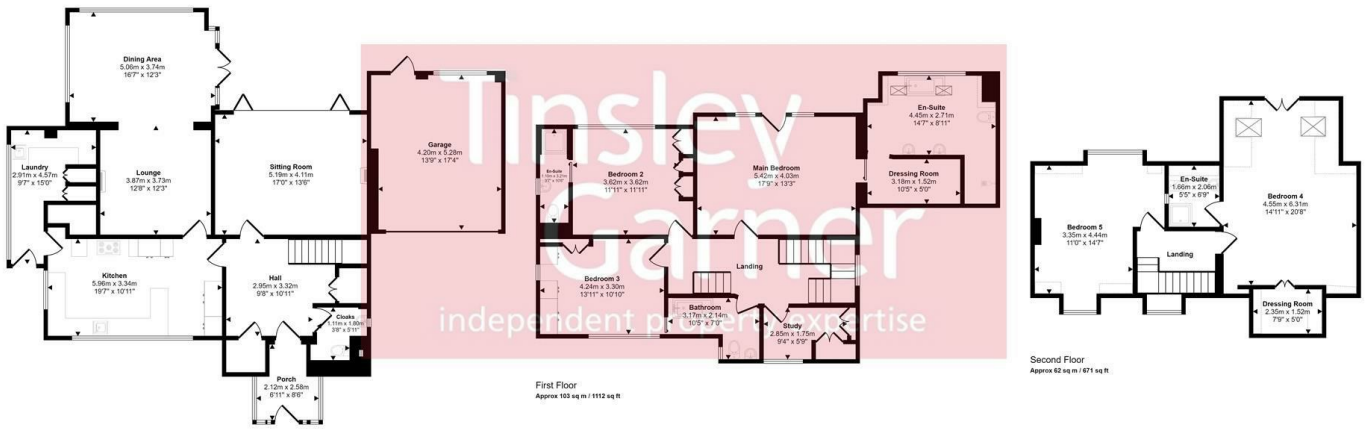 Dining Area
5.06m x 3.74m
16'7" x 12'3"
Laundry
2.91m x 4.57m
9'7" x 15'0"
Lounge
3.87m x 3.73m
12'8" x 12'3"
Sitting Room
5.19m x 4.11m
17'0" x 13'6"
Garage
4.20m x 5.28m
13'9" x 17'4"
Kitchen
5.96m x 3.34m
19'7" x 10'11"
Hall
2.95m x 3.32m
9'8" x 10'11"
Cloaks
1.11m x 1.80m
3'8" x 5'11"
Porch
2.12m x 2.58m
6'11" x 8'6"
Tinsley
Garner
independent property expertise
En-Suite
Bedroom 2
3.62m x 3.62m
11'11" x 11'11"
Main Bedroom
5.42m x 4.03m
17'9" x 13'3"
En-Suite
4.45m x 2.71m
14'7" x 8'11"
Dressing Room
3.18m x 1.52m
10'5" x 5'0"
Bedroom 3
4.24m x 3.30m
13'11" x 10'10"
Landing
Bathroom
3.17m x 2.14m
10'5" x 7'0"
Study
2.85m x 1.75m
9'4" x 5'9"
First Floor
Approx 103 sq m / 1112 sq ft
Bedroom 5
3.35m x 4.44m
11'0" x 14'7"
En-Suite
1.66m x 2.06m
5'5" x 6'9"
Bedroom 4
4.55m x 6.31m
14'11" x 20'8"
Landing
Dressing Room
2.35m x 1.52m
7'9" x 5'0"
Second Floor
Approx 62 sq m / 671 sq ft